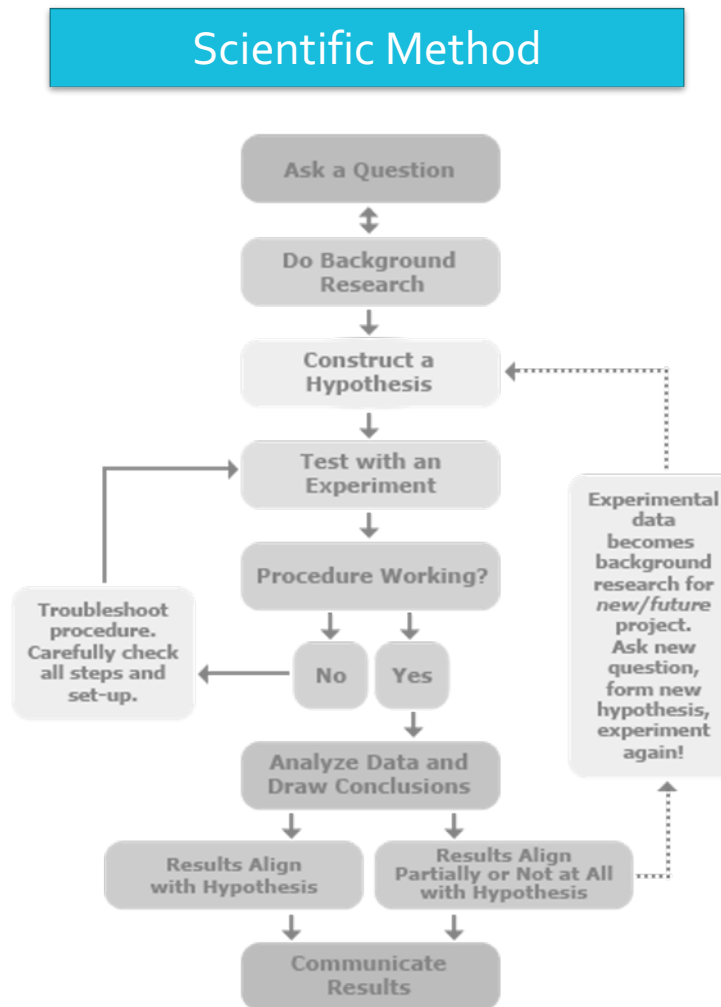 Scientific Method
Ask a Question
Do Background
Research
Construct a
Hypothesis
Test with an
Experiment
Procedure Working?
No
Yes
Troubleshoot
procedure.
Carefully check
all steps and
set-up.
Experimental
data
becomes
background
research for
new/future
project.
Ask new
question,
form new
hypothesis,
experiment
again!
Analyze Data and
Draw Conclusions
Results Align
with Hypothesis
Results Align
Partially or Not at All
with Hypothesis
Communicate
Results